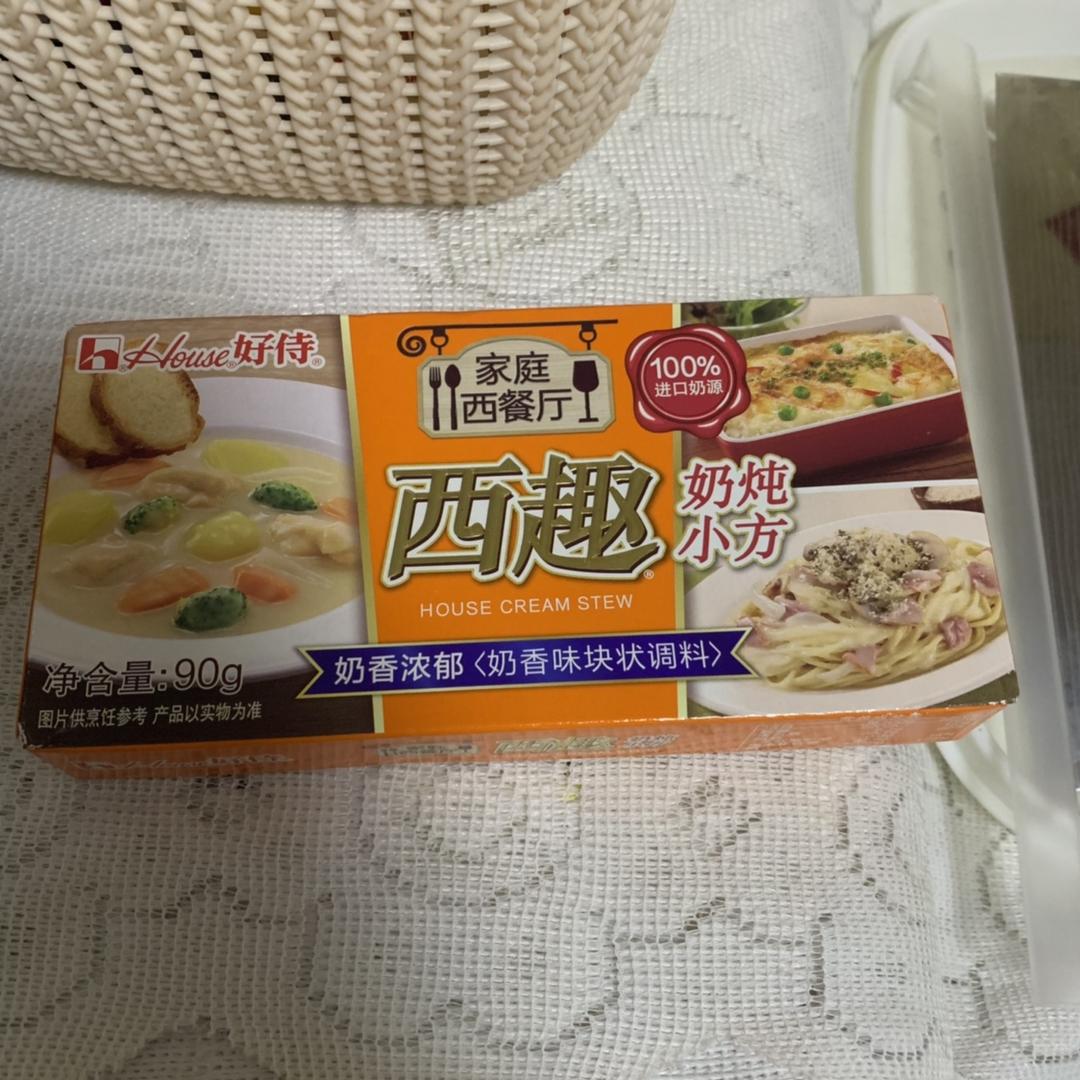 House好侍
家庭
西餐厅
100%
进口奶源
西趣
奶炖
小方
HOUSE CREAM STEW
奶香浓郁〈奶香味块状调料〉
净含量:90g
图片供烹饪参考 产品以实物为准